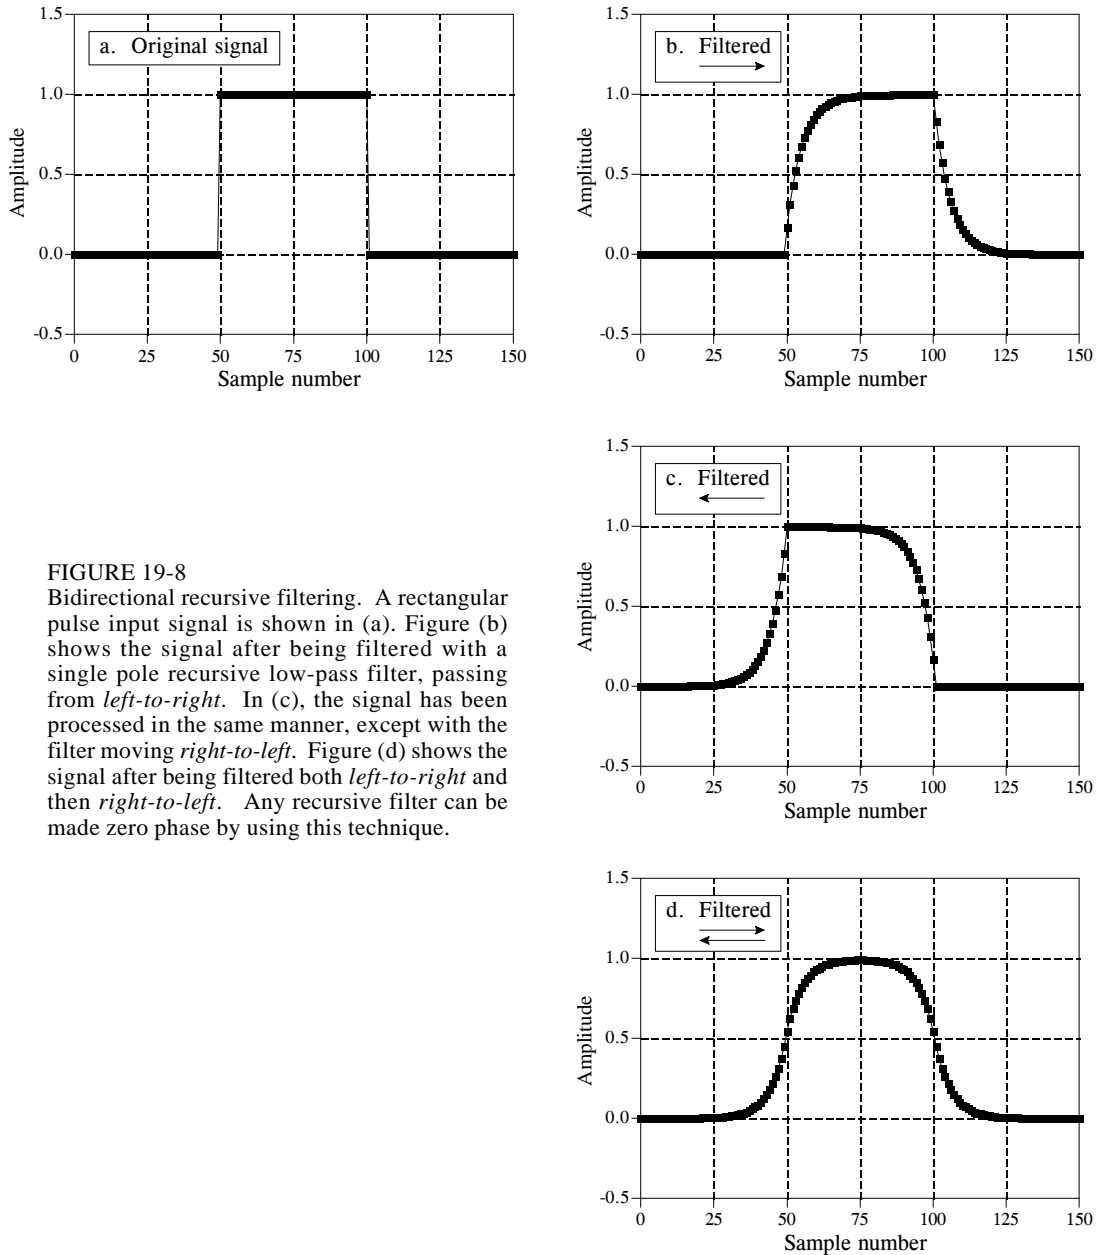 a. Original signal
1.5
1.0
0.5
0.0
-0.5
Amplitude
0 25 50 75 100 125 150
Sample number
b. Filtered
1.5
1.0
0.5
0.0
-0.5
Amplitude
0 25 50 75 100 125 150
Sample number
c. Filtered
1.5
1.0
0.5
0.0
-0.5
Amplitude
0 25 50 75 100 125 150
Sample number
FIGURE 19-8
Bidirectional recursive filtering. A rectangular
pulse input signal is shown in (a). Figure (b)
shows the signal after being filtered with a
single pole recursive low-pass filter, passing
from left-to-right. In (c), the signal has been
processed in the same manner, except with the
filter moving right-to-left. Figure (d) shows the
signal after being filtered both left-to-right and
then right-to-left. Any recursive filter can be
made zero phase by using this technique.
d. Filtered
1.5
1.0
0.5
0.0
-0.5
Amplitude
0 25 50 75 100 125 150
Sample number